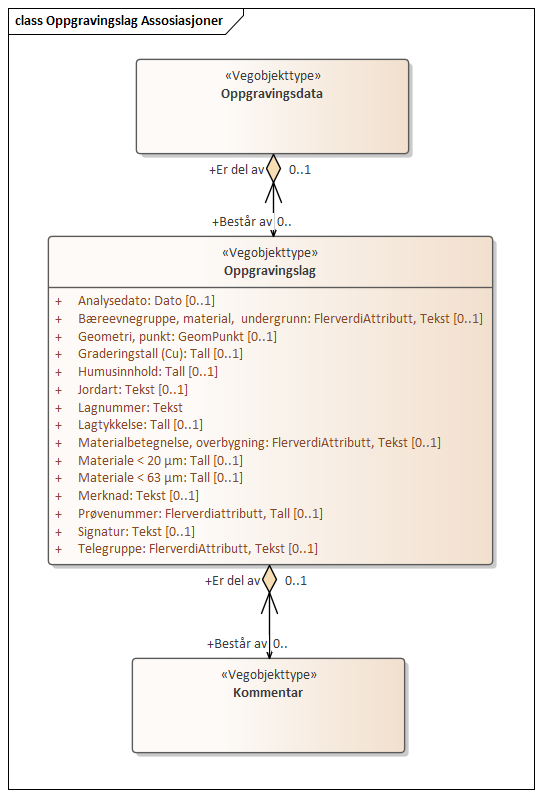 class Oppgravingslag Assosiasjoner
«Vegobjekttype»
Oppgravingsdata
+Er del av 0..1
+Består av 0..
«Vegobjekttype»
Oppgravingslag
+ Analysedato: Dato [0..1]
+ Bæreevnegruppe, material,  undergrunn: FlerverdiAttributt, Tekst [0..1]
+ Geometri, punkt: GeomPunkt [0..1]
+ Graderingstall (Cu): Tall [0..1]
+ Humusinnhold: Tall [0..1]
+ Jordart: Tekst [0..1]
+ Lagnummer: Tekst
+ Lagtykkelse: Tall [0..1]
+ Materialbetegnelse, overbygning: FlerverdiAttributt, Tekst [0..1]
+ Materiale < 20 µm: Tall [0..1]
+ Materiale < 63 µm: Tall [0..1]
+ Merknad: Tekst [0..1]
+ Prøvenummer: Flerverdiattributt, Tall [0..1]
+ Signatur: Tekst [0..1]
+ Telegruppe: FlerverdiAttributt, Tekst [0..1]
+Er del av 0..1
+Består av 0..
«Vegobjekttype»
Kommentar